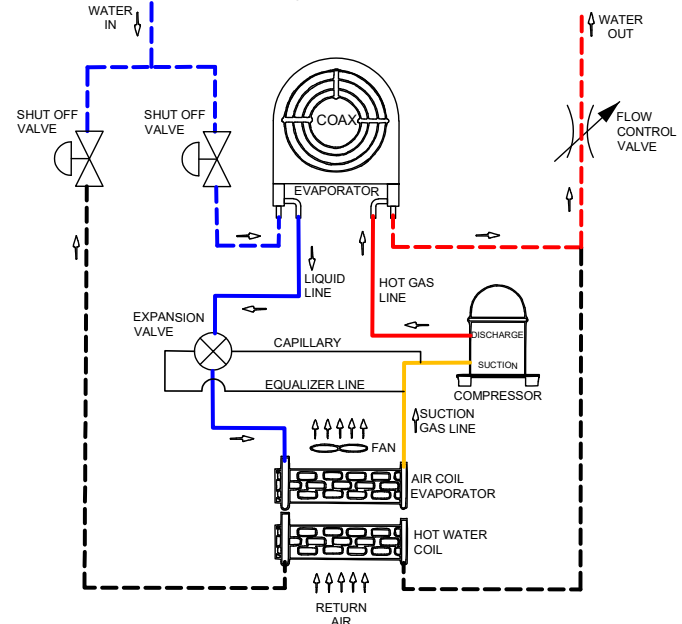 WATER
IN
WATER
OUT
SHUT OFF
VALVE
SHUT OFF
VALVE
COAX
FLOW
CONTROL
VALVE
EVAPORATOR
LIQUID
LINE
HOT GAS
LINE
EXPANSION
VALVE
DISCHARGE
CAPILLARY
SUCTION
EQUALIZER LINE
COMPRESSOR
SUCTION
GAS LINE
FAN
AIR COIL
EVAPORATOR
HOT WATER
COIL
RETURN
AIR